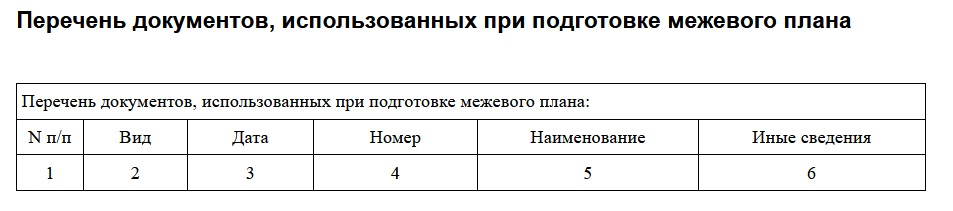 Перечень документов, использованных при подготовке межевого плана
Перечень документов, использованных при подготовке межевого плана:
N п/п Вид Дата Номер Наименование Иные сведения
1 2 3 4 5 6